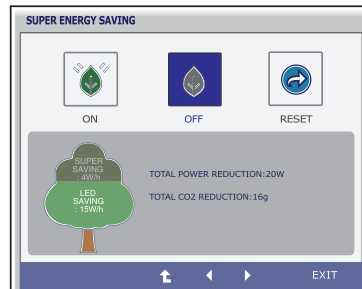 SUPER ENERGY SAVING
ON
OFF
RESET
SUPER
SAVING
: 4W/h
LED
SAVING
: 15W/h
TOTAL POWER REDUCTION:20W
TOTAL CO2 REDUCTION:16g
EXIT